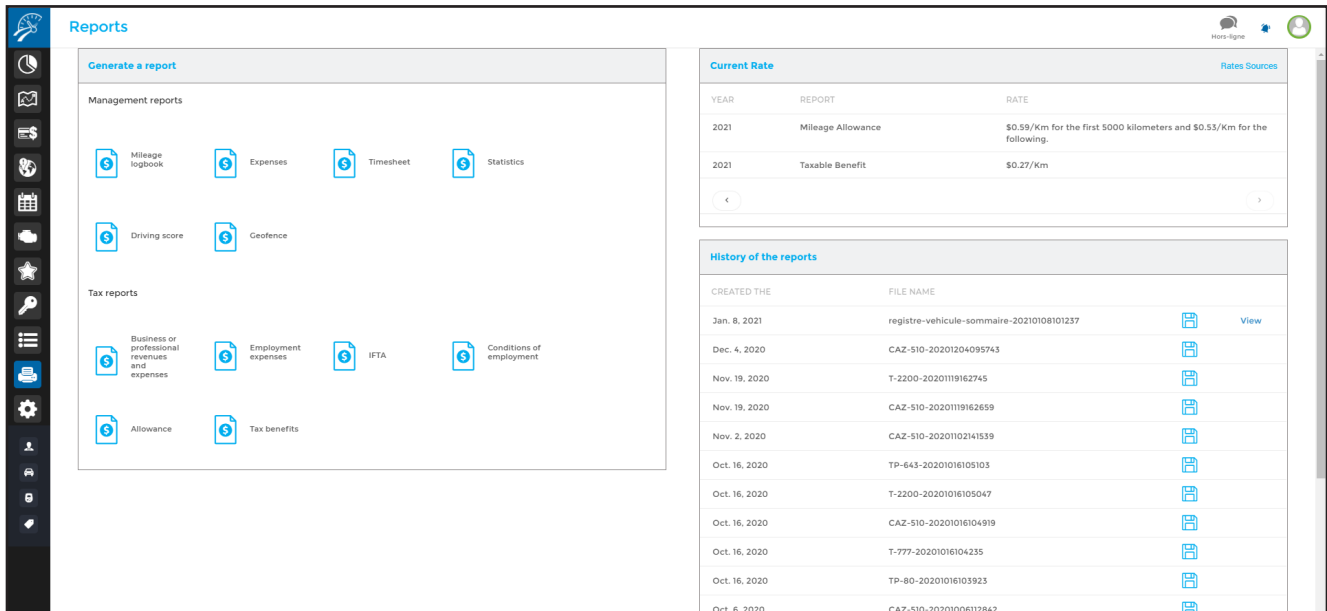 Reports
Hors-ligne
Generate a report
Management reports
Mileage
logbook
Expenses
Timesheet
Statistics
Driving score
Geofence
Tax reports
Business or
professional
revenues
and
expenses
Employment
expenses
IFTA
Conditions of
employment
Allowance
Tax benefits
Current Rate
Rates Sources
YEAR REPORT RATE
2021 Mileage Allowance $0.59/Km for the first 5000 kilometers and $0.53/Km for the
following.
2021 Taxable Benefit $0.27/Km
History of the reports
CREATED THE FILE NAME
Jan. 8, 2021 registre-vehicule-sommaire-20210108101237 View
Dec. 4, 2020 CAZ-510-20201204095743
Nov. 19, 2020 T-2200-20201119162745
Nov. 19, 2020 CAZ-510-20201119162659
Nov. 2, 2020 CAZ-510-20201102141539
Oct. 16, 2020 TP-643-20201016105103
Oct. 16, 2020 T-2200-20201016105047
Oct. 16, 2020 CAZ-510-20201016104919
Oct. 16, 2020 T-777-20201016104235
Oct. 16, 2020 TP-80-20201016103923
Oct. 6, 2020 CAZ-510-20201006112842